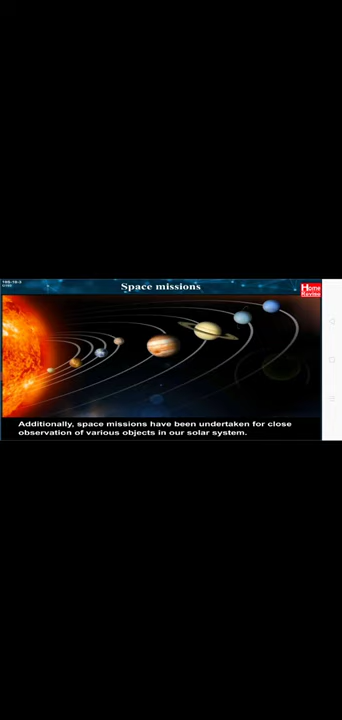 Space missions
Home
Revise
Additionally, space missions have been undertaken for close
observation of various objects in our solar system.